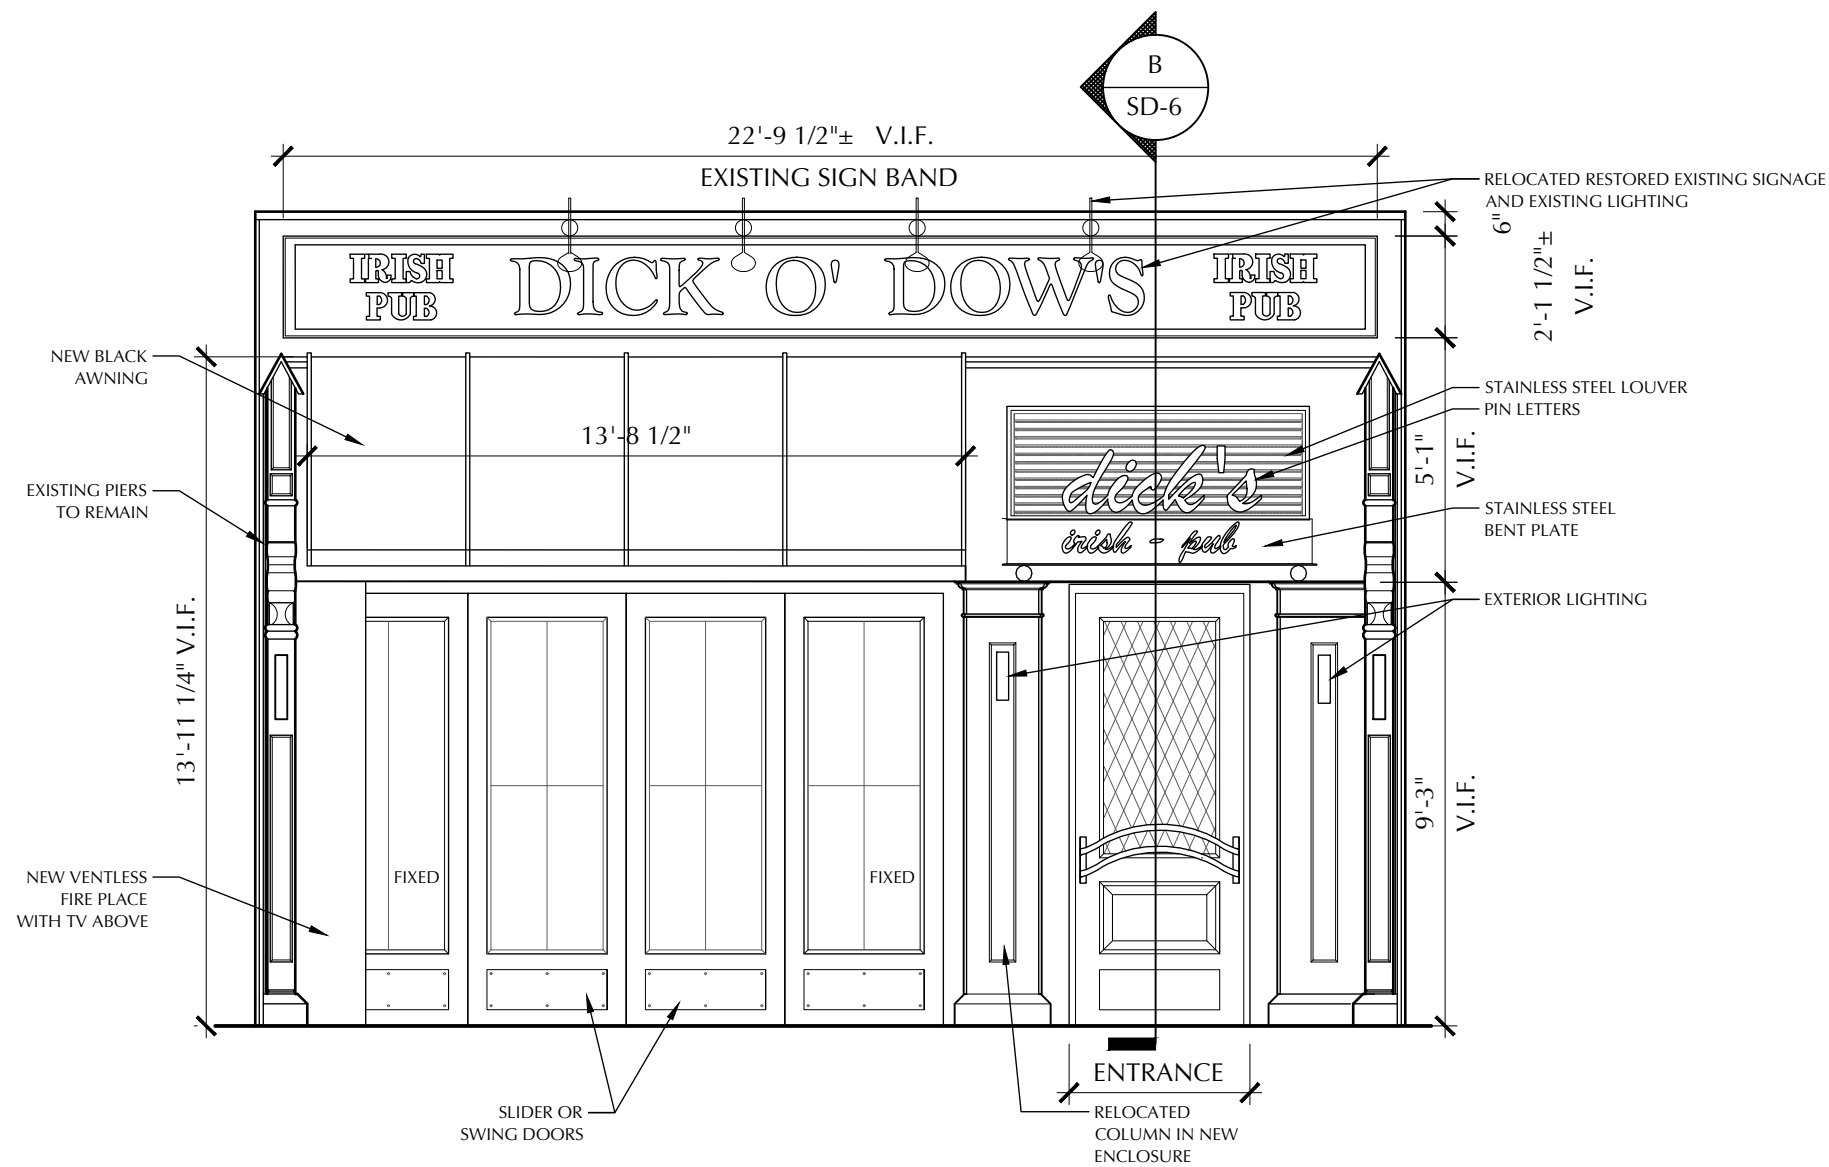 B
SD-6
22'-9 1/2"± V.I.F.
EXISTING SIGN BAND
RELOCATED RESTORED EXISTING SIGNAGE
AND EXISTING LIGHTING
6"
2'-1 1/2"±
V.I.F.
IRISH
PUB
DICK O' DOW'S
IRISH
PUB
NEW BLACK
AWNING
13'-8 1/2"
STAINLESS STEEL LOUVER
PIN LETTERS
5'-1"
V.I.F.
dick's
irish - pub
EXISTING PIERS
TO REMAIN
STAINLESS STEEL
BENT PLATE
EXTERIOR LIGHTING
13'-11 1/4" V.I.F.
9'-3"
V.I.F.
FIXED
FIXED
NEW VENTLESS
FIRE PLACE
WITH TV ABOVE
ENTRANCE
SLIDER OR
SWING DOORS
RELOCATED
COLUMN IN NEW
ENCLOSURE